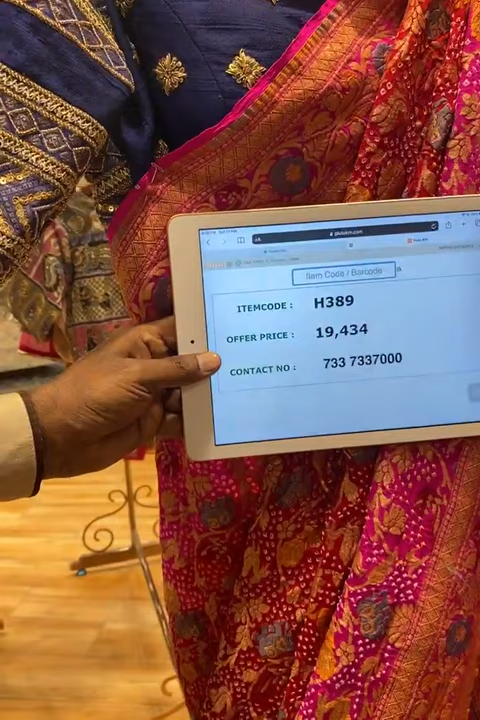 Item Code / Barcode
ITEMCODE : H389
OFFER PRICE : 19,434
CONTACT NO : 733 7337000